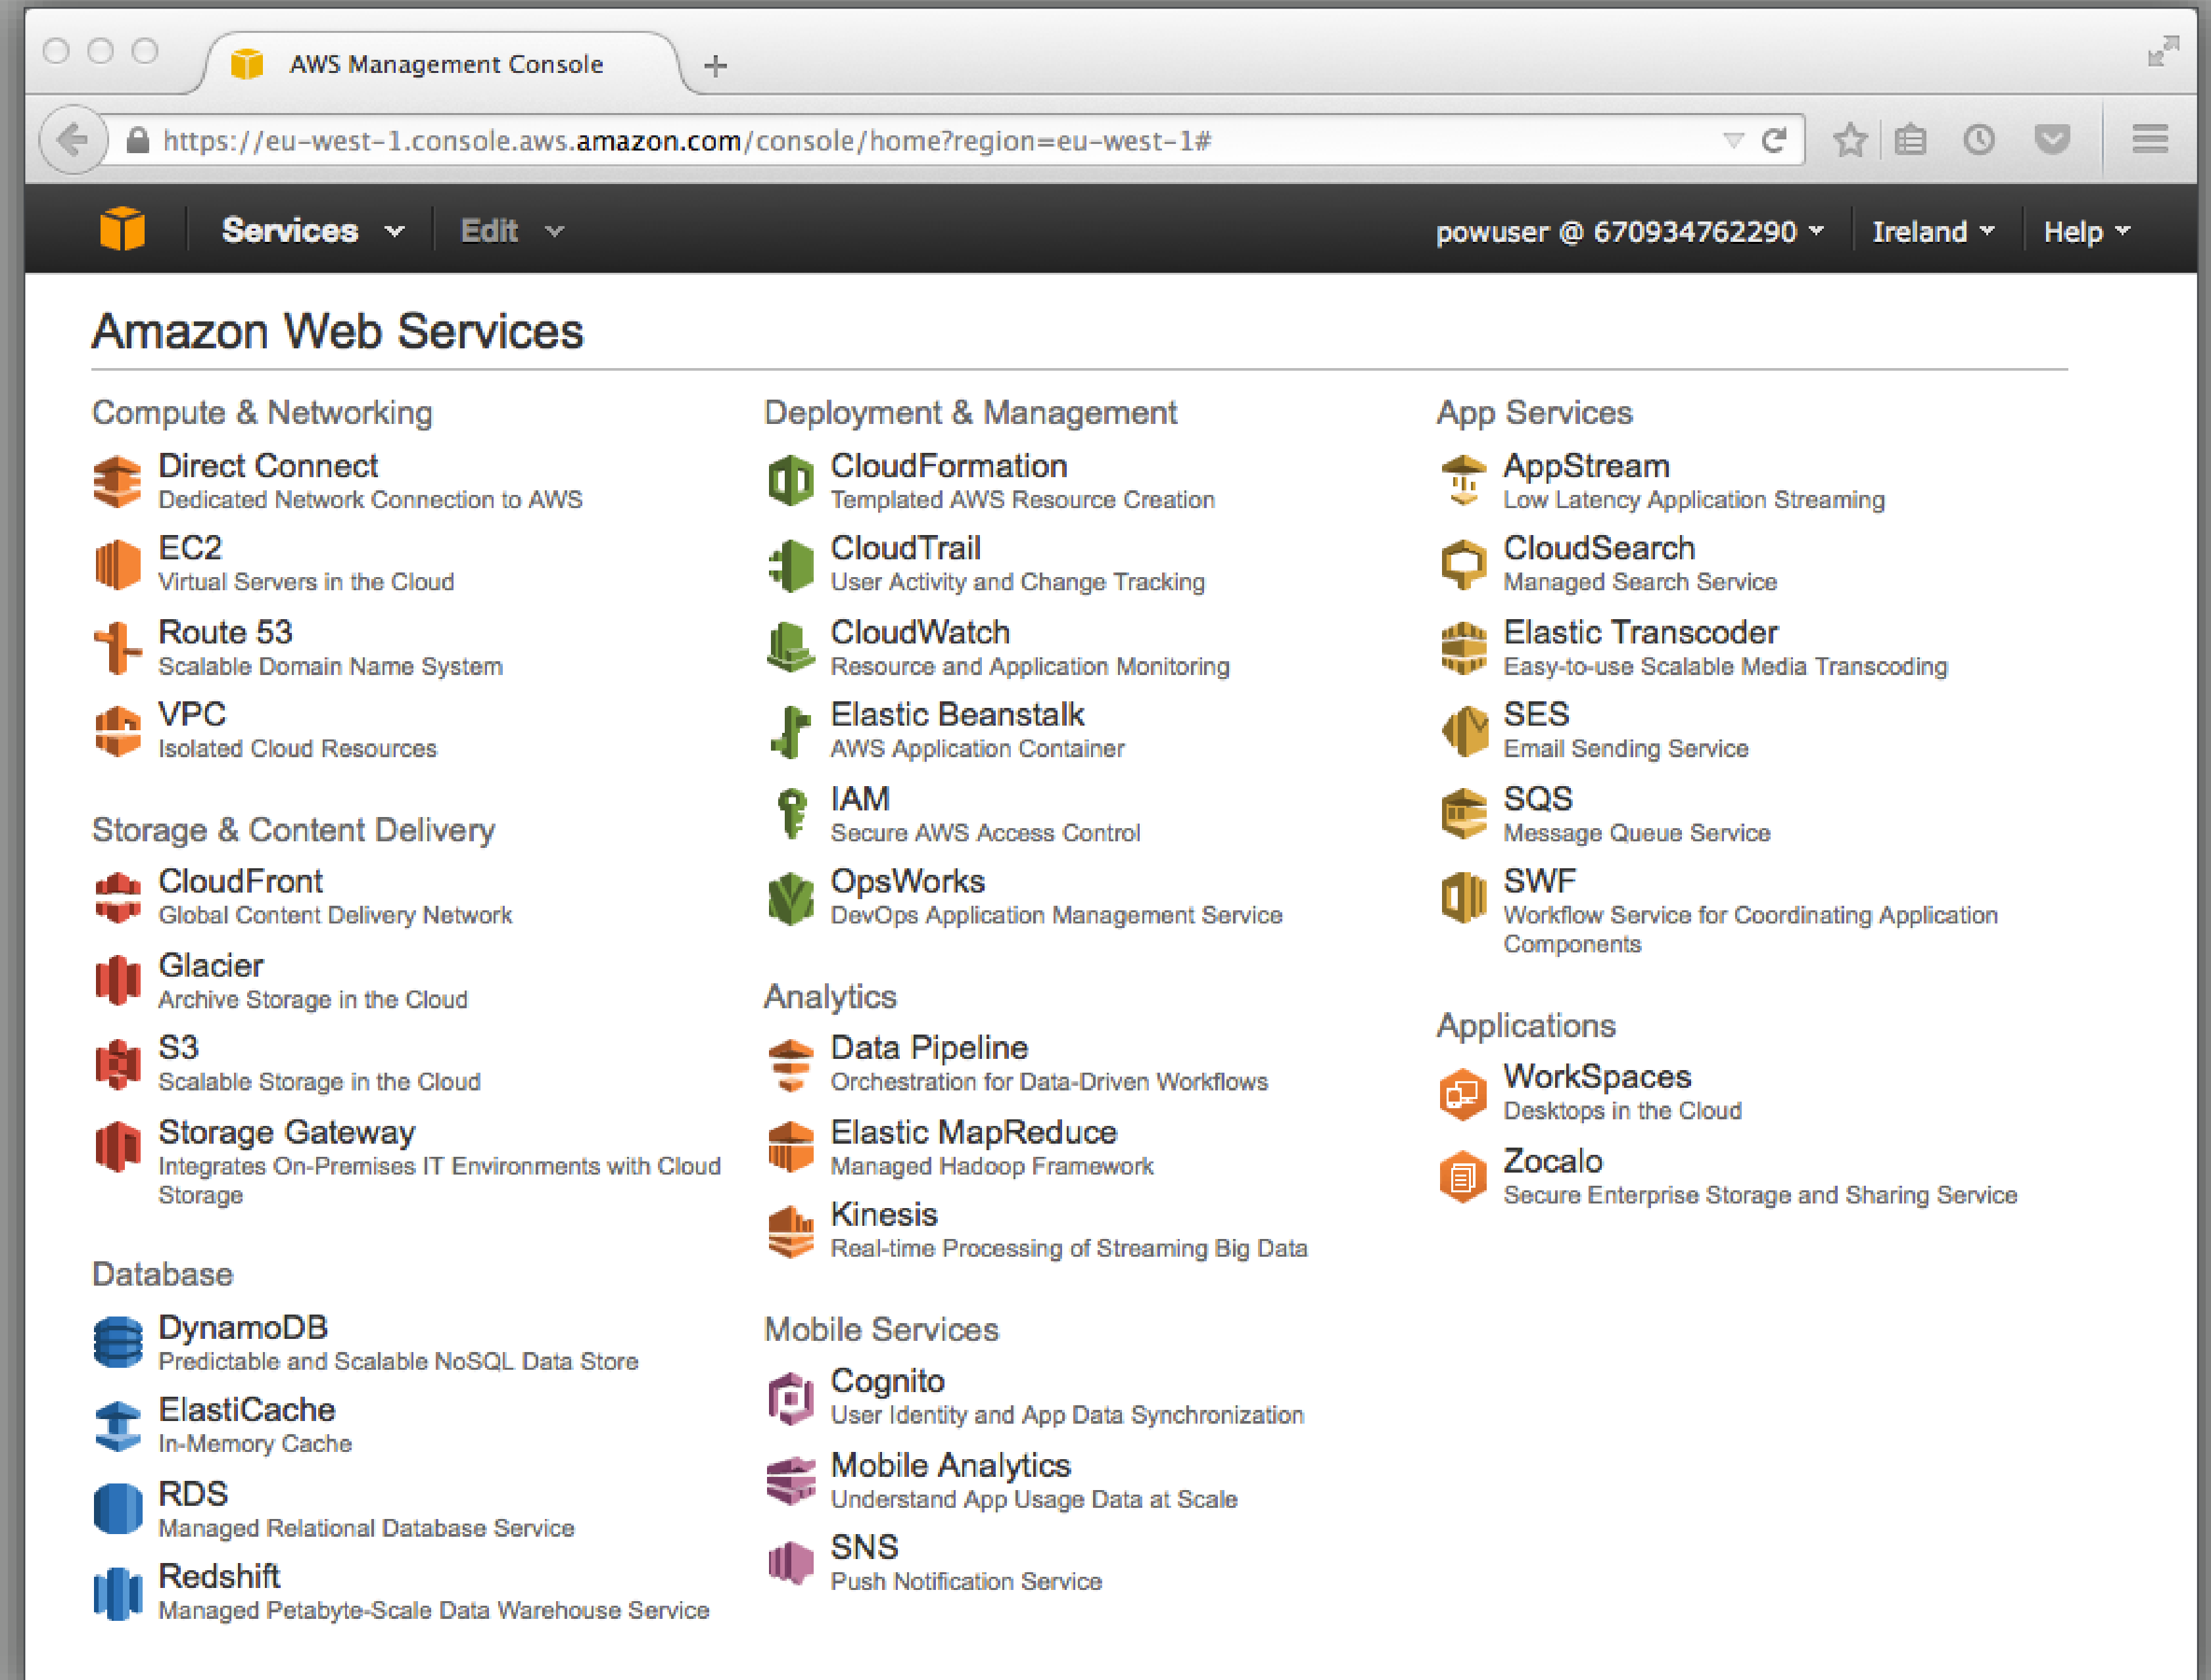 AWS Management Console
https://eu-west-1.console.aws.amazon.com/console/home?region=eu-west-1#
Services
Edit
powuser @ 670934762290
Ireland
Help
Amazon Web Services
Compute & Networking
Direct Connect
Dedicated Network Connection to AWS
EC2
Virtual Servers in the Cloud
Route 53
Scalable Domain Name System
VPC
Isolated Cloud Resources
Storage & Content Delivery
CloudFront
Global Content Delivery Network
Glacier
Archive Storage in the Cloud
S3
Scalable Storage in the Cloud
Storage Gateway
Integrates On-Premises IT Environments with Cloud
Storage
Database
DynamoDB
Predictable and Scalable NoSQL Data Store
ElastiCache
In-Memory Cache
RDS
Managed Relational Database Service
Redshift
Managed Petabyte-Scale Data Warehouse Service
Deployment & Management
CloudFormation
Templated AWS Resource Creation
CloudTrail
User Activity and Change Tracking
CloudWatch
Resource and Application Monitoring
Elastic Beanstalk
AWS Application Container
IAM
Secure AWS Access Control
OpsWorks
DevOps Application Management Service
Analytics
Data Pipeline
Orchestration for Data-Driven Workflows
Elastic MapReduce
Managed Hadoop Framework
Kinesis
Real-time Processing of Streaming Big Data
Mobile Services
Cognito
User Identity and App Data Synchronization
Mobile Analytics
Understand App Usage Data at Scale
SNS
Push Notification Service
App Services
AppStream
Low Latency Application Streaming
CloudSearch
Managed Search Service
Elastic Transcoder
Easy-to-use Scalable Media Transcoding
SES
Email Sending Service
SQS
Message Queue Service
SWF
Workflow Service for Coordinating Application
Components
Applications
WorkSpaces
Desktops in the Cloud
Zocalo
Secure Enterprise Storage and Sharing Service